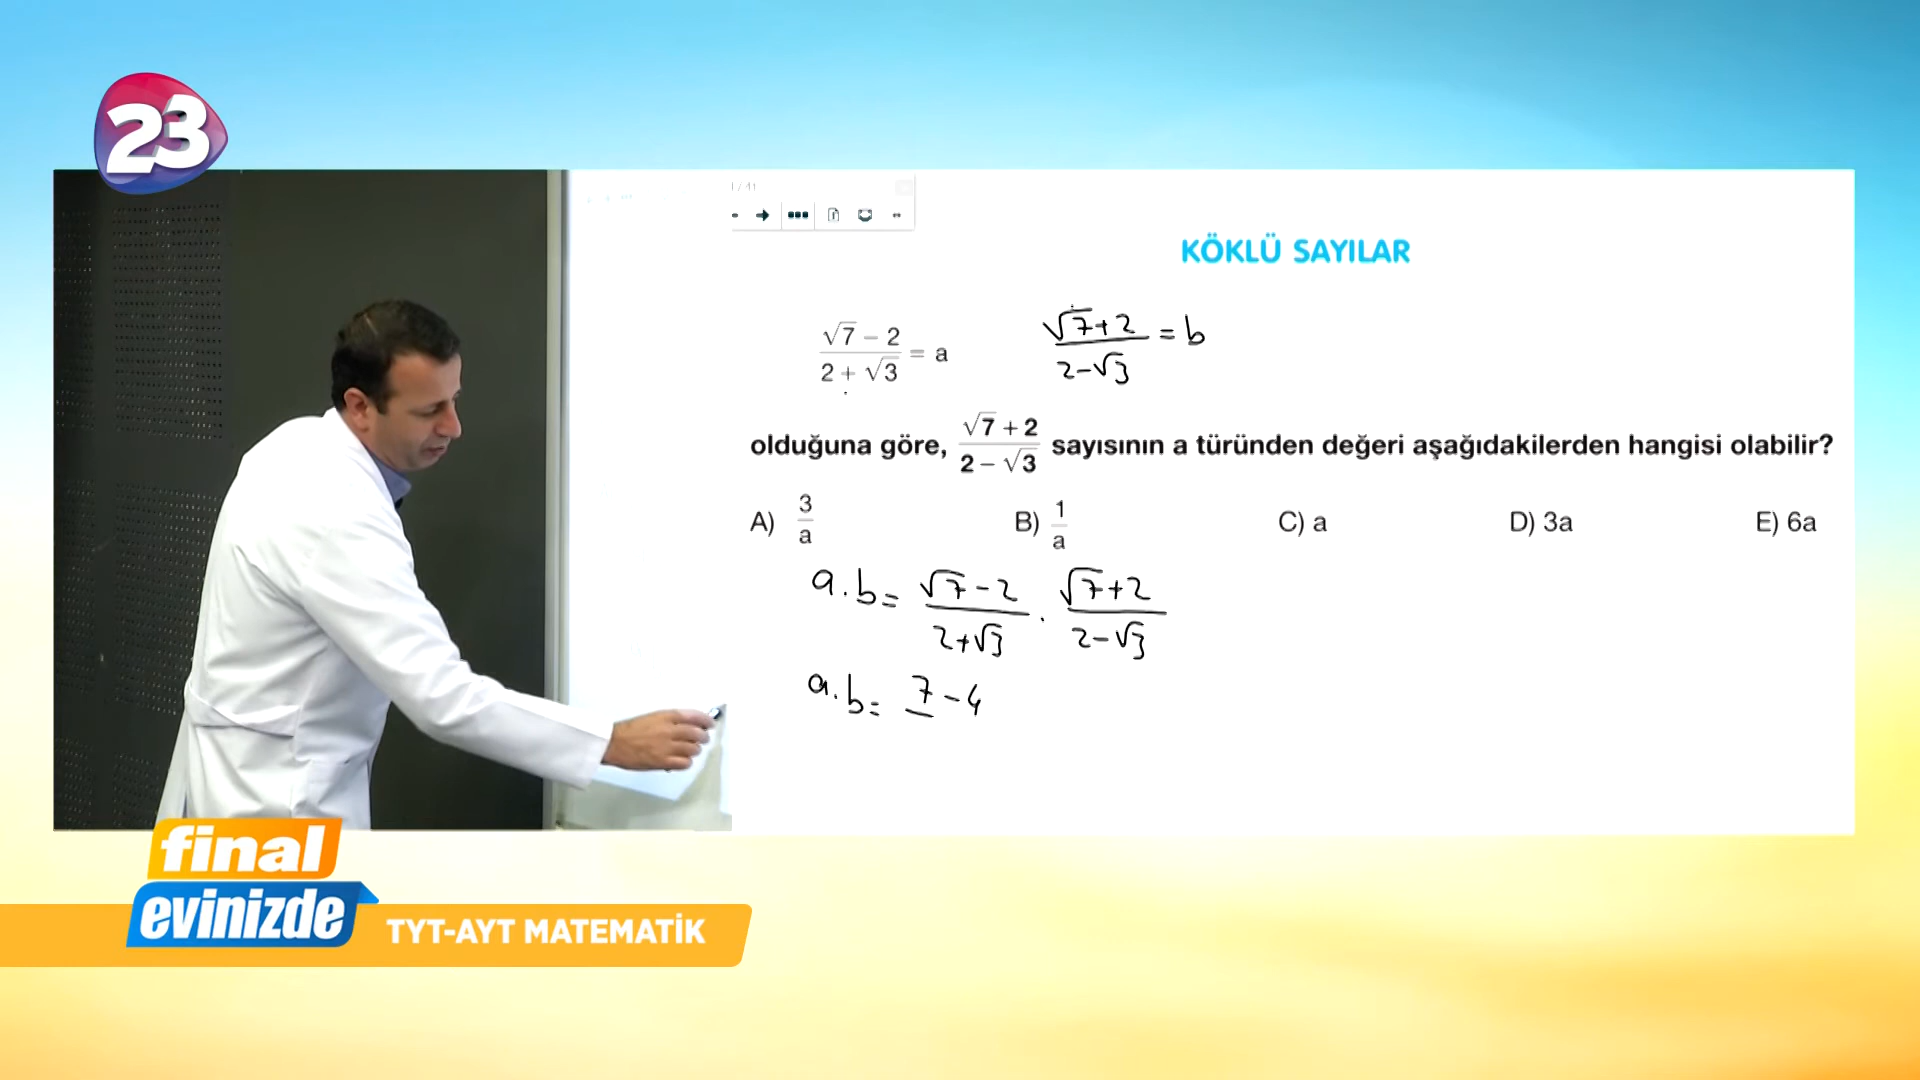 23
1 / 41
KÖKLÜ SAYILAR
√7 − 2 / 2 + √3 = a
√7+2 / 2−√3 = b
olduğuna göre, √7 + 2 / 2 − √3 sayısının a türünden değeri aşağıdakilerden hangisi olabilir?
A) 3/a B) 1/a C) a D) 3a E) 6a
a.b = √7−2 / 2+√3 . √7+2 / 2−√3
a.b = 7−4
final
evinizde
TYT-AYT MATEMATİK